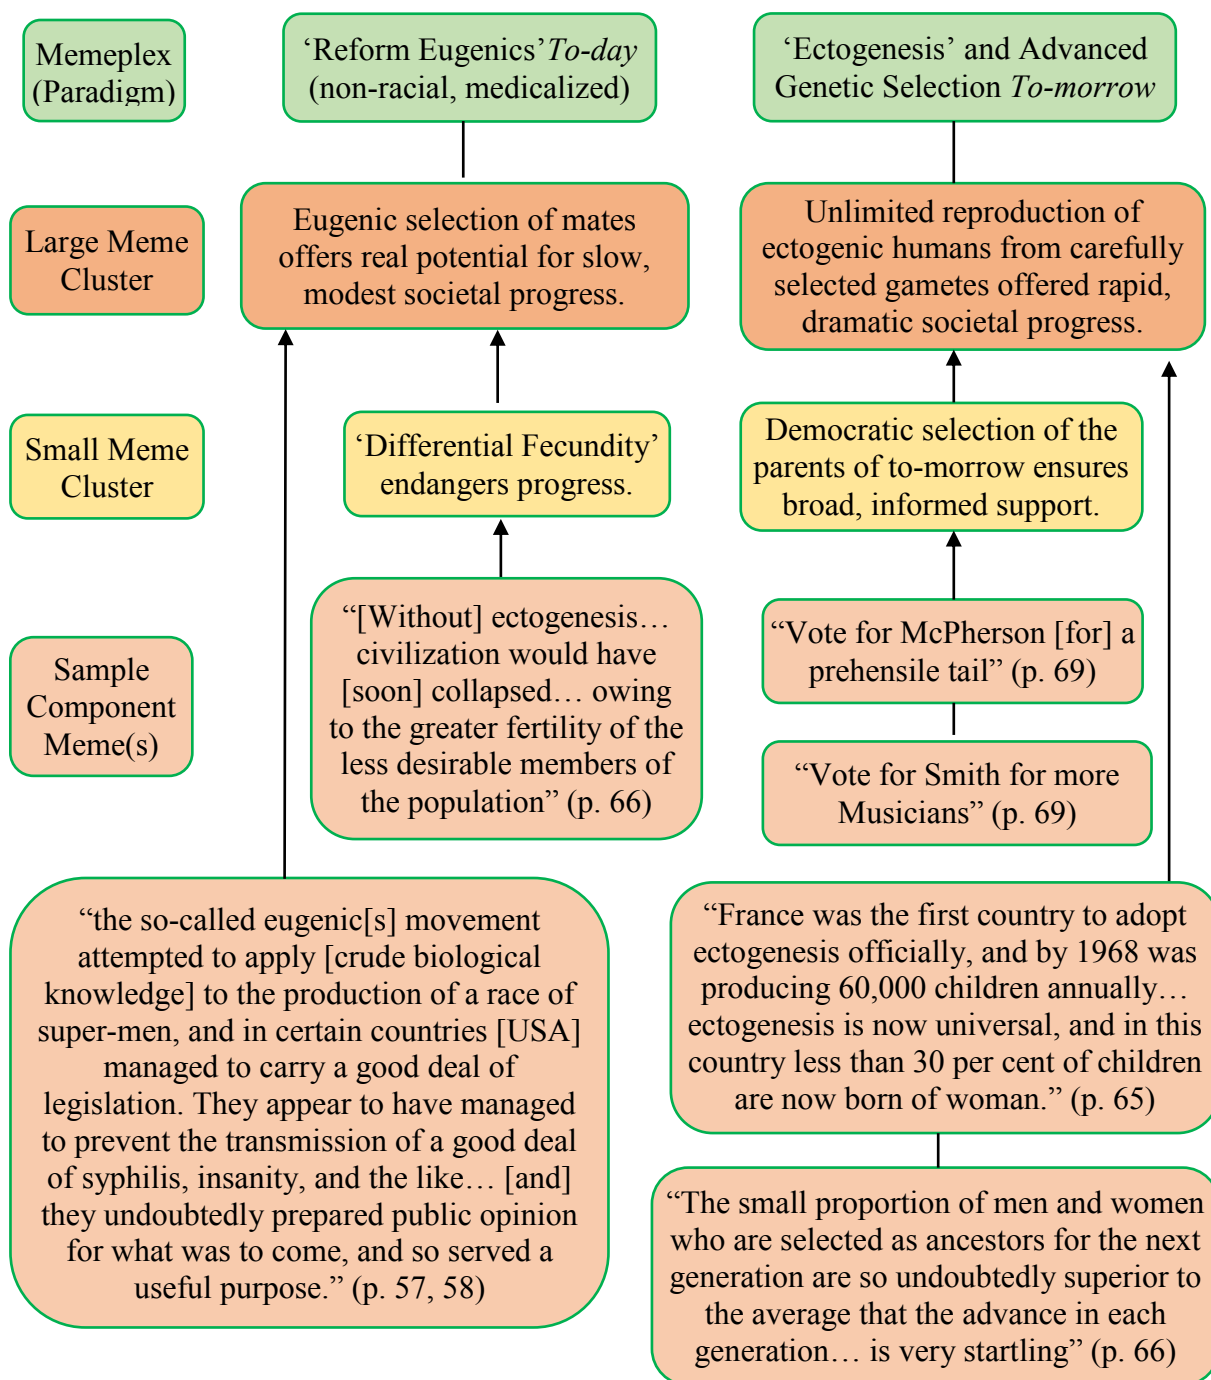 Memeplex
(Paradigm)
‘Reform Eugenics’ To-day
(non-racial, medicalized)
‘Ectogenesis’ and Advanced
Genetic Selection To-morrow
Large Meme
Cluster
Eugenic selection of mates
offers real potential for slow,
modest societal progress.
Unlimited reproduction of
ectogenic humans from carefully
selected gametes offered rapid,
dramatic societal progress.
Small Meme
Cluster
‘Differential Fecundity’
endangers progress.
Democratic selection of the
parents of to-morrow ensures
broad, informed support.
Sample
Component
Meme(s)
“[Without] ectogenesis…
civilization would have
[soon] collapsed… owing
to the greater fertility of the
less desirable members of
the population” (p. 66)
“Vote for McPherson [for] a
prehensile tail” (p. 69)
“Vote for Smith for more
Musicians” (p. 69)
“the so-called eugenic[s] movement
attempted to apply [crude biological
knowledge] to the production of a race of
super-men, and in certain countries [USA]
managed to carry a good deal of
legislation. They appear to have managed
to prevent the transmission of a good deal
of syphilis, insanity, and the like… [and]
they undoubtedly prepared public opinion
for what was to come, and so served a
useful purpose.” (p. 57, 58)
“France was the first country to adopt
ectogenesis officially, and by 1968 was
producing 60,000 children annually…
ectogenesis is now universal, and in this
country less than 30 per cent of children
are now born of woman.” (p. 65)
“The small proportion of men and women
who are selected as ancestors for the next
generation are so undoubtedly superior to
the average that the advance in each
generation… is very startling” (p. 66)